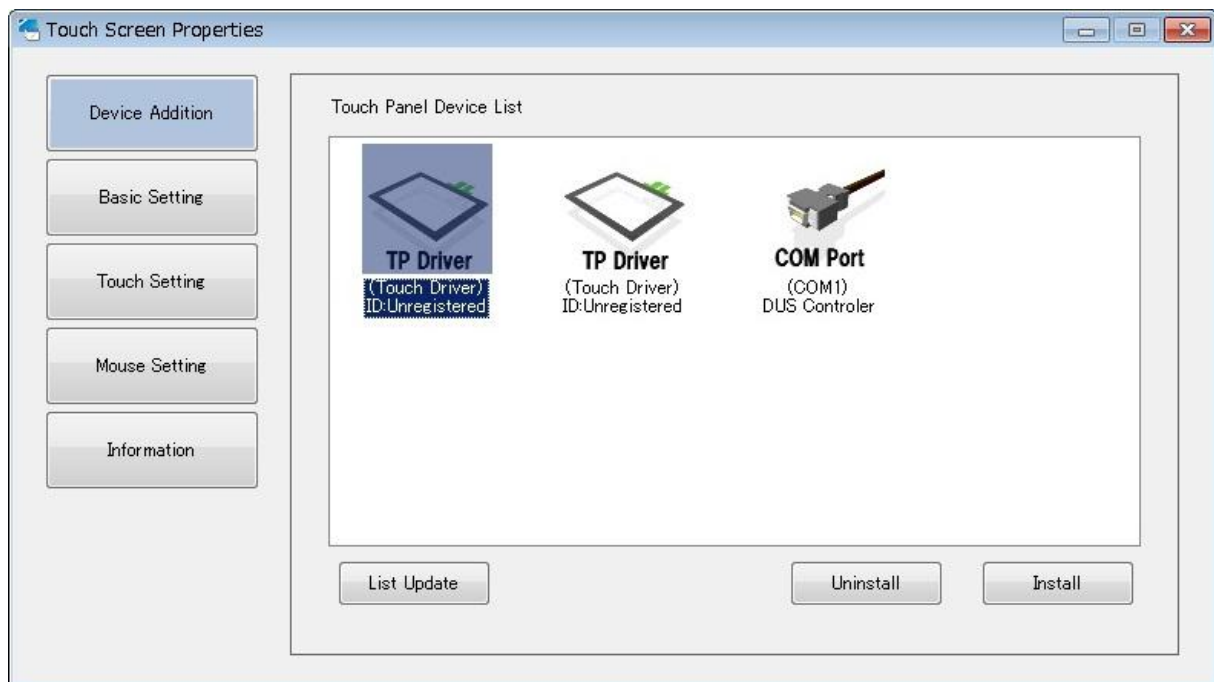 Touch Screen Properties
Device Addition
Basic Setting
Touch Setting
Mouse Setting
Information
Touch Panel Device List
TP Driver
(Touch Driver)
ID:Unregistered
TP Driver
(Touch Driver)
ID:Unregistered
COM Port
(COM1)
DUS Controler
List Update
Uninstall
Install